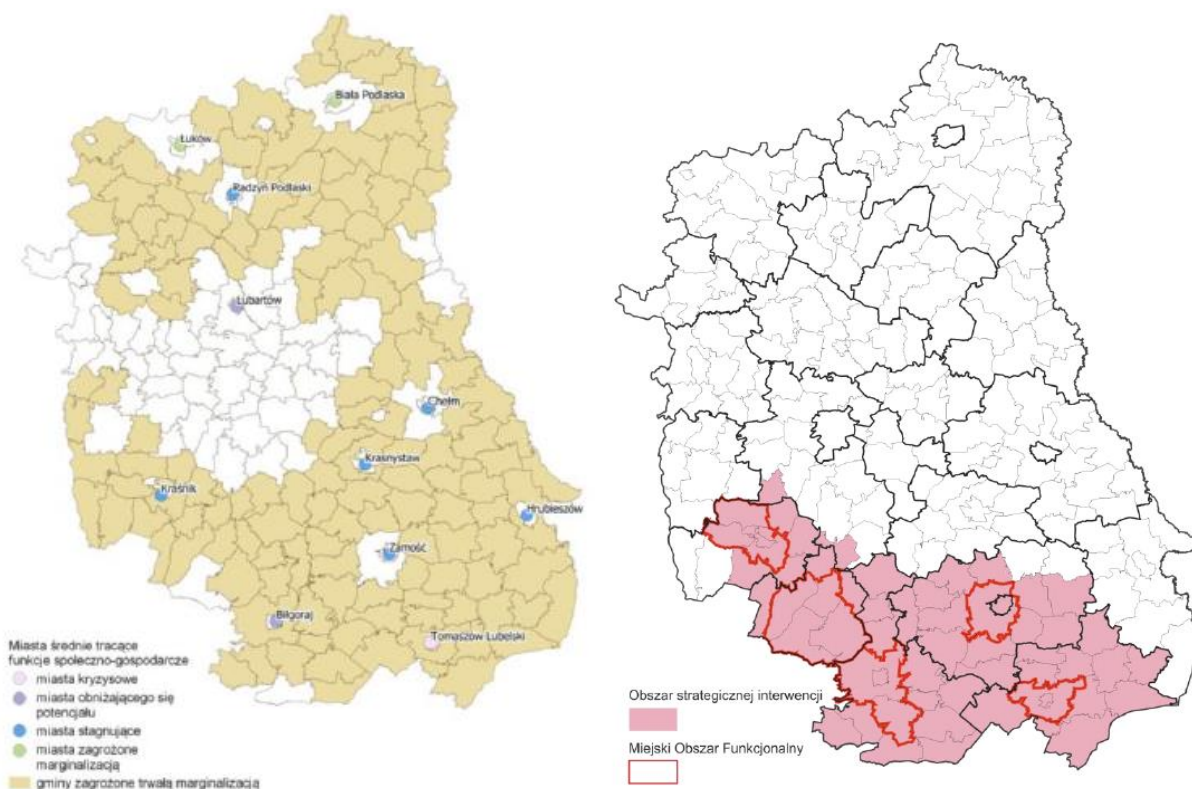 Biała Podlaska
Łuków
Radzyń Podlaski
Lubartów
Chełm
Krasnystaw
Kraśnik
Hrubieszów
Zamość
Biłgoraj
Tomaszów Lubelski
Miasta średnie tracące
funkcje społeczno-gospodarcze
miasta kryzysowe
miasta obniżającego się
potencjału
miasta stagnujące
miasta zagrożone
marginalizacją
gminy zagrożone trwałą marginalizacją
Obszar strategicznej interwencji
Miejski Obszar Funkcjonalny